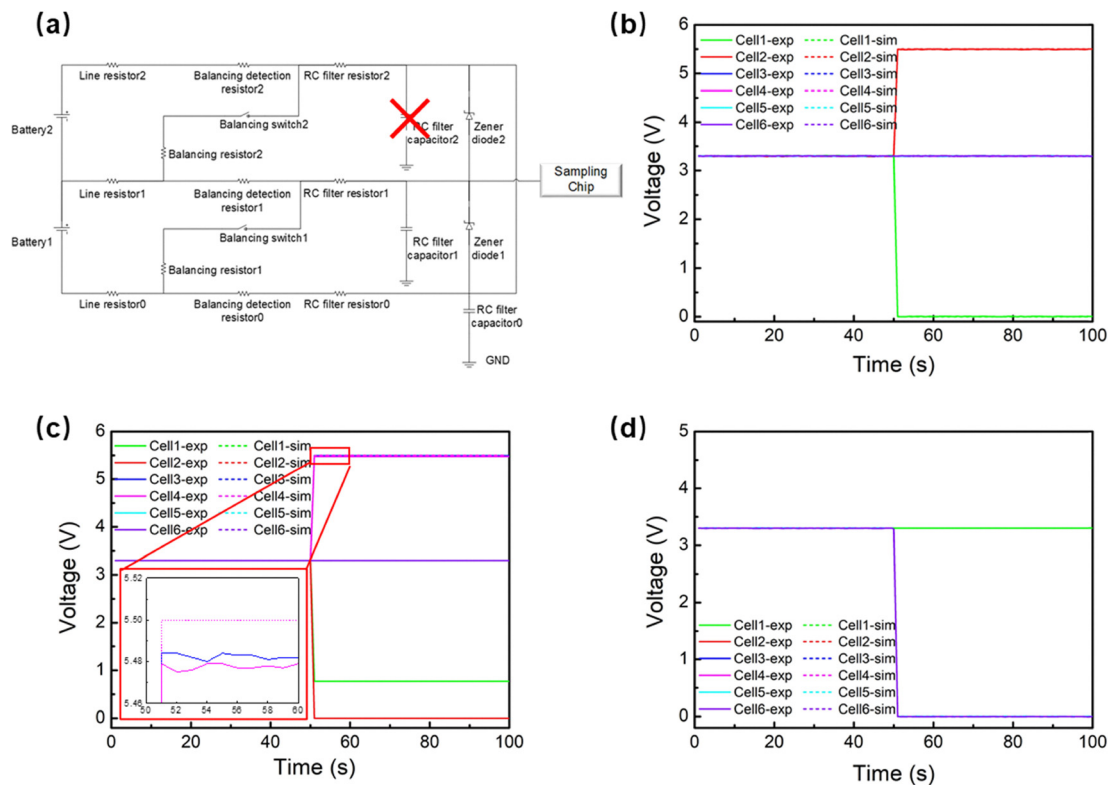 (a)
Line resistor2
Balancing detection
resistor2
RC filter resistor2
Battery2
Balancing switch2
RC filter
capacitor2
Zener
diode2
Balancing resistor2
Line resistor1
Balancing detection
resistor1
RC filter resistor1
Sampling
Chip
Battery1
Balancing switch1
RC filter
capacitor1
Zener
diode1
Balancing resistor1
Line resistor0
Balancing detection
resistor0
RC filter resistor0
RC filter
capacitor0
GND
(b)
6
5
4
3
2
1
0
Voltage (V)
Cell1-exp Cell1-sim
Cell2-exp Cell2-sim
Cell3-exp Cell3-sim
Cell4-exp Cell4-sim
Cell5-exp Cell5-sim
Cell6-exp Cell6-sim
0 20 40 60 80 100
Time (s)
(c)
6
5
4
3
2
1
0
Voltage (V)
Cell1-exp Cell1-sim
Cell2-exp Cell2-sim
Cell3-exp Cell3-sim
Cell4-exp Cell4-sim
Cell5-exp Cell5-sim
Cell6-exp Cell6-sim
5.52
5.50
5.48
5.46
50 52 54 56 58 60
0 20 40 60 80 100
Time (s)
(d)
5
4
3
2
1
0
Voltage (V)
Cell1-exp Cell1-sim
Cell2-exp Cell2-sim
Cell3-exp Cell3-sim
Cell4-exp Cell4-sim
Cell5-exp Cell5-sim
Cell6-exp Cell6-sim
0 20 40 60 80 100
Time (s)